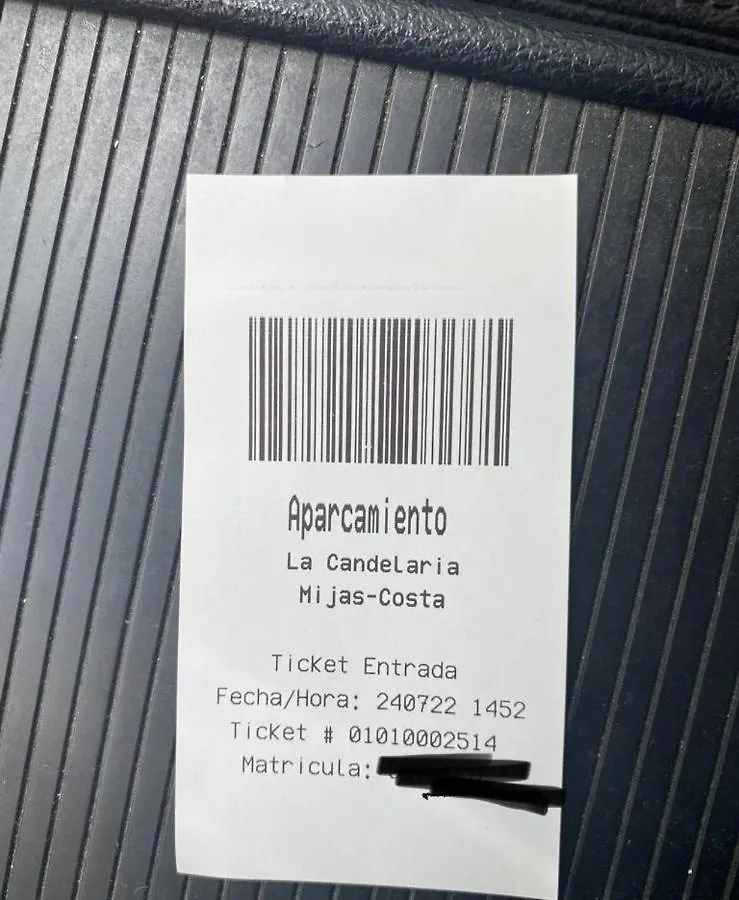 Aparcamiento
La Candelaria
Mijas-Costa
Ticket Entrada
Fecha/Hora: 240722 1452
Ticket # 01010002514
Matricula: